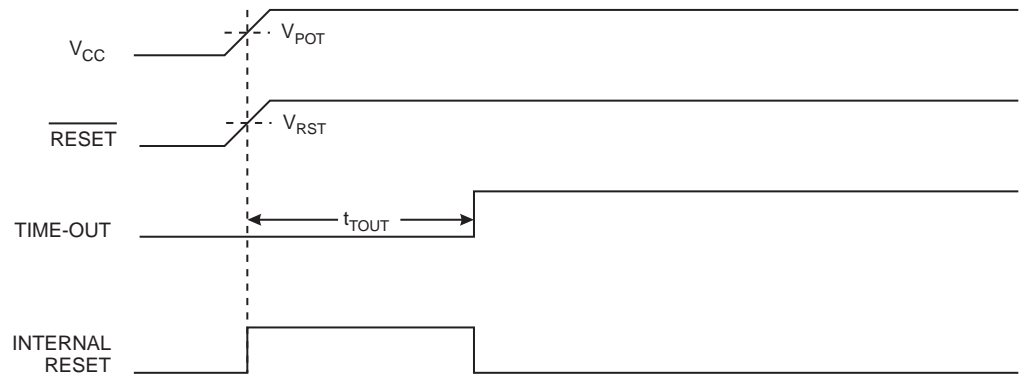 V_CC
V_POT
RESET
V_RST
TIME-OUT
t_TOUT
INTERNAL
RESET